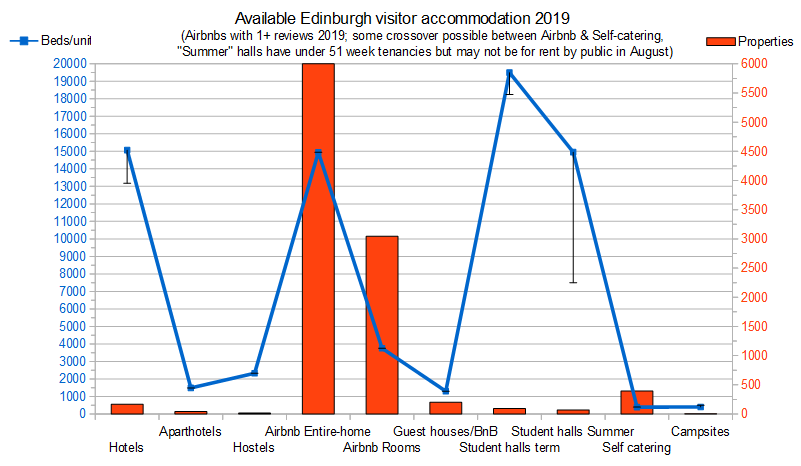 Available Edinburgh visitor accommodation 2019
(Airbnbs with 1+ reviews 2019; some crossover possible between Airbnb & Self-catering,
"Summer" halls have under 51 week tenancies but may not be for rent by public in August)
Beds/unit
Properties
20000
19000
18000
17000
16000
15000
14000
13000
12000
11000
10000
9000
8000
7000
6000
5000
4000
3000
2000
1000
0
6000
5500
5000
4500
4000
3500
3000
2500
2000
1500
1000
500
0
Hotels
Aparthotels
Hostels
Airbnb Entire-home
Airbnb Rooms
Guest houses/BnB
Student halls term
Student halls Summer
Self catering
Campsites